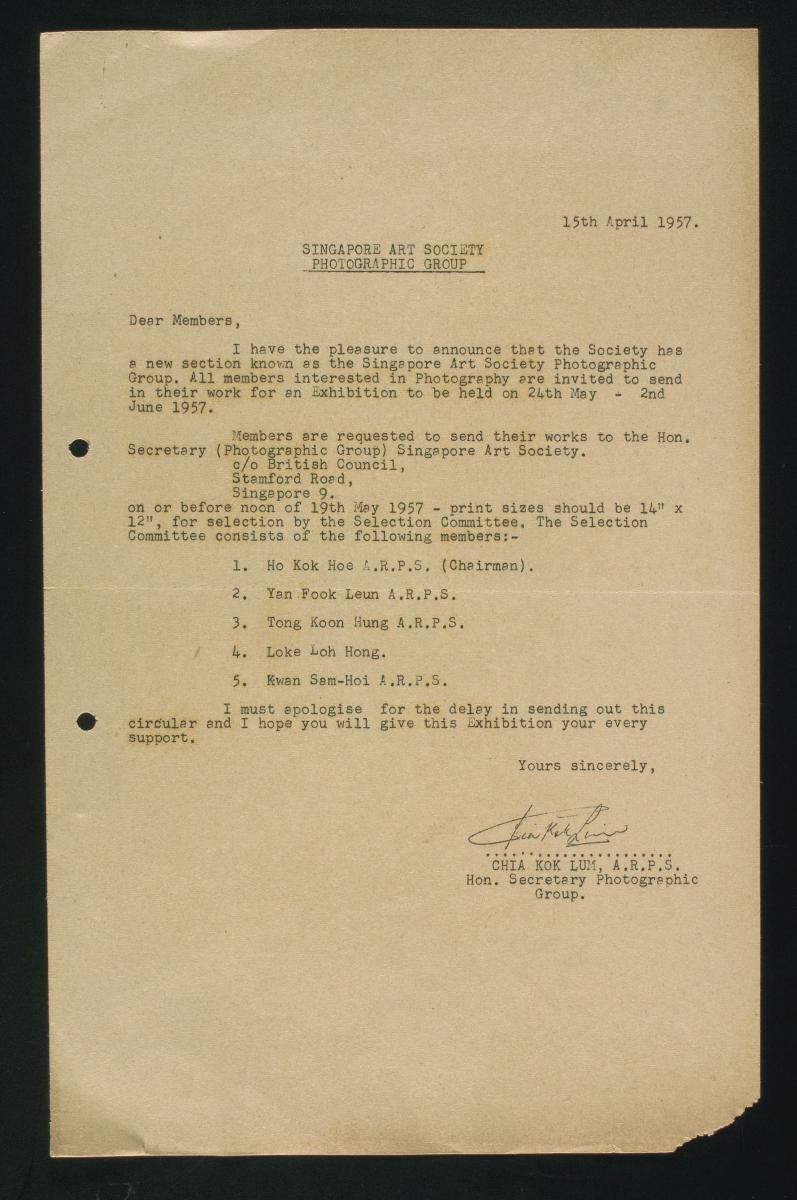 15th April 1957.
SINGAPORE ART SOCIETY
PHOTOGRAPHIC GROUP
Dear Members,
I have the pleasure to announce that the Society has
a new section known as the Singapore Art Society Photographic
Group. All members interested in Photography are invited to send
in their work for an Exhibition to be held on 24th May - 2nd
June 1957.
Members are requested to send their works to the Hon.
Secretary (Photographic Group) Singapore Art Society.
c/o British Council,
Stamford Road,
Singapore 9.
on or before noon of 19th May 1957 - print sizes should be 14" x
12", for selection by the Selection Committee. The Selection
Committee consists of the following members:-
1. Ho Kok Hoe A.R.P.S. (Chairman).
2. Yan Fook Leun A.R.P.S.
3. Tong Koon Hung A.R.P.S.
4. Loke Loh Hong.
5. Kwan Sam-Hoi A.R.P.S.
I must apologise for the delay in sending out this
circular and I hope you will give this Exhibition your every
support.
Yours sincerely,
Chia Kok Lum
......................
CHIA KOK LUM, A.R.P.S.
Hon. Secretary Photographic
Group.